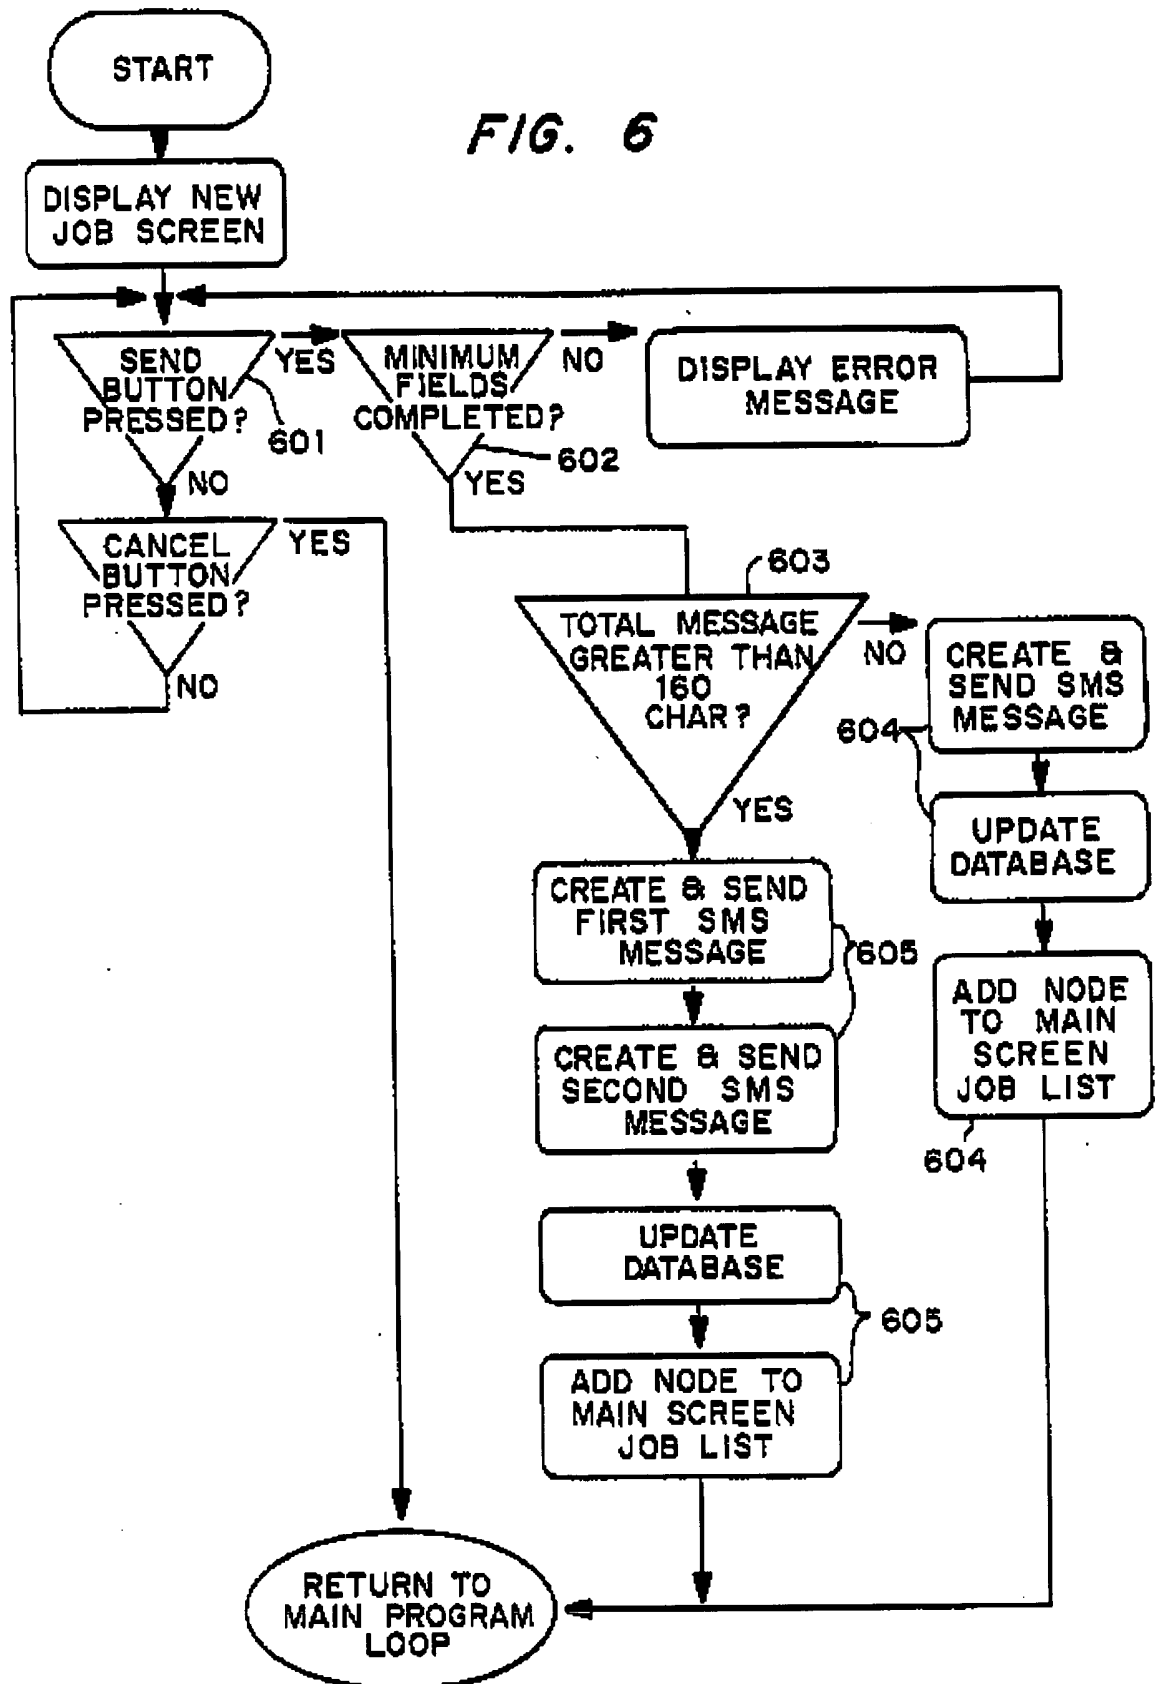 START
FIG. 6
DISPLAY NEW
JOB SCREEN
SEND
BUTTON
PRESSED?
YES
601
NO
MINIMUM
FIELDS
COMPLETED?
NO
602
YES
DISPLAY ERROR
MESSAGE
CANCEL
BUTTON
PRESSED?
YES
NO
603
TOTAL MESSAGE
GREATER THAN
160
CHAR?
NO
YES
CREATE &
SEND SMS
MESSAGE
604
UPDATE
DATABASE
ADD NODE
TO MAIN
SCREEN
JOB LIST
604
CREATE & SEND
FIRST SMS
MESSAGE
605
CREATE & SEND
SECOND SMS
MESSAGE
UPDATE
DATABASE
605
ADD NODE TO
MAIN SCREEN
JOB LIST
RETURN TO
MAIN PROGRAM
LOOP